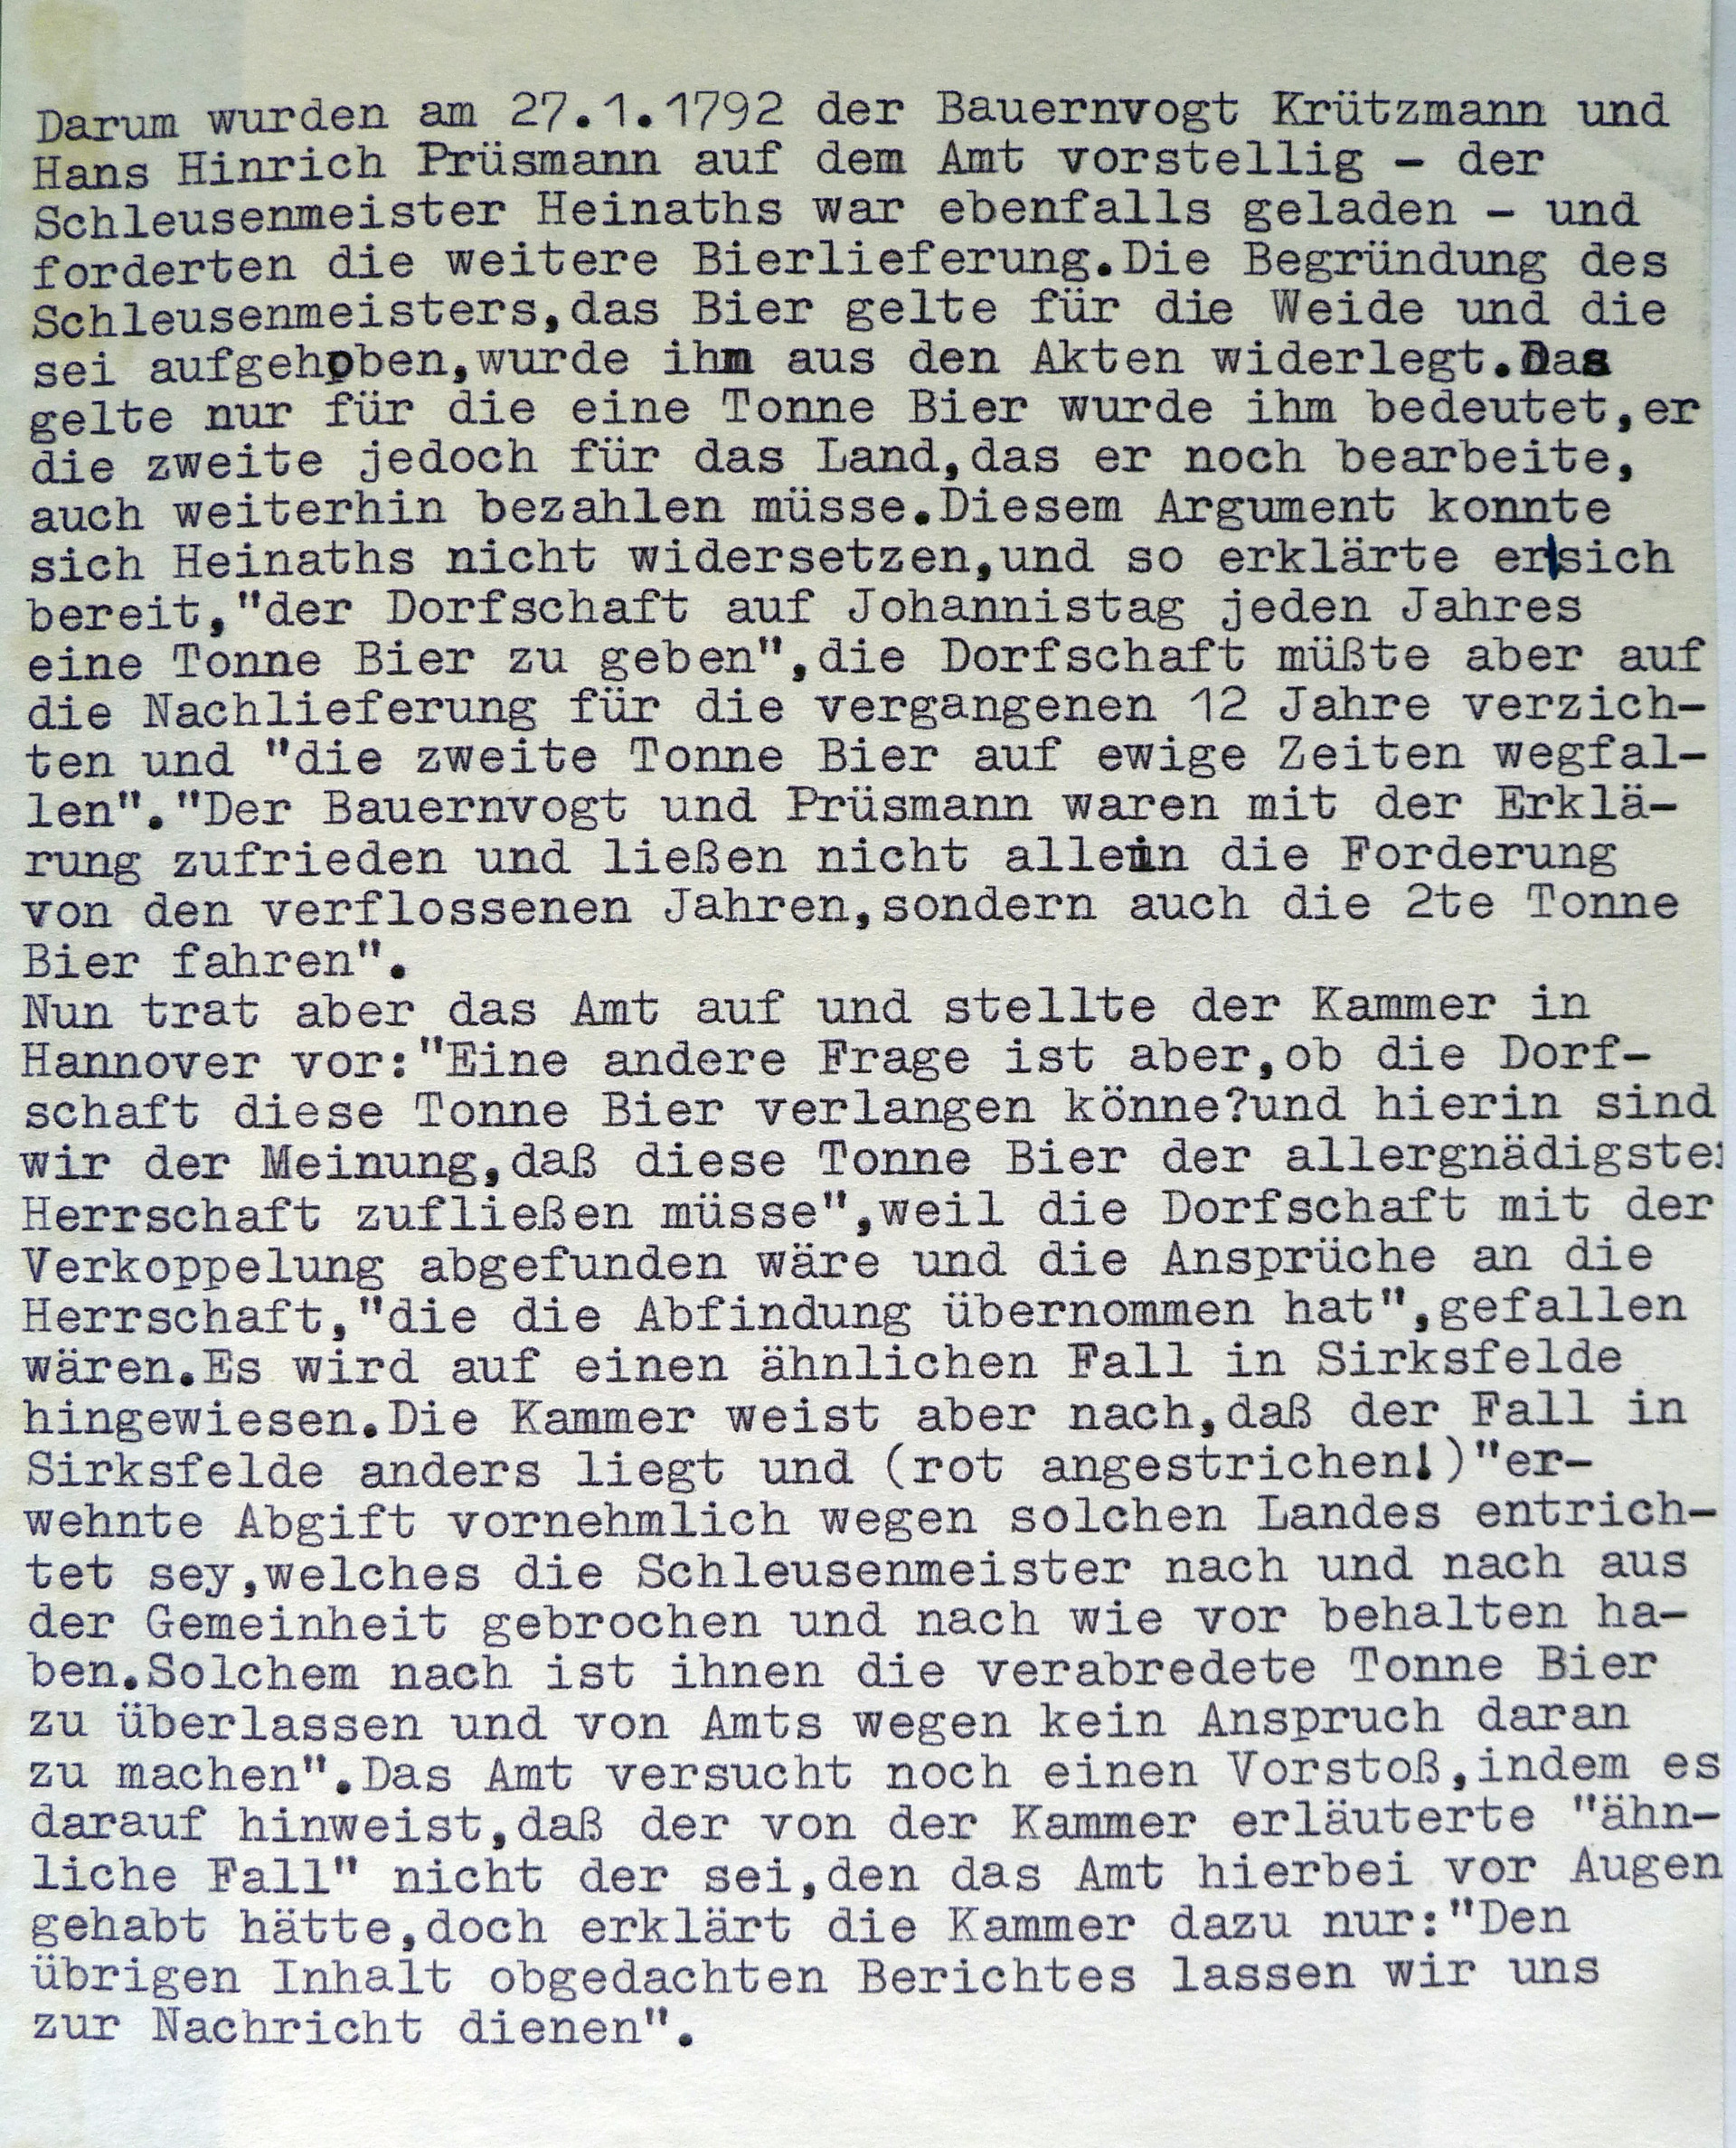 Darum wurden am 27.1.1792 der Bauernvogt Krützmann und
Hans Hinrich Prüsmann auf dem Amt vorstellig - der
Schleusenmeister Heinaths war ebenfalls geladen - und
forderten die weitere Bierlieferung.Die Begründung des
Schleusenmeisters,das Bier gelte für die Weide und die
sei aufgehoben,wurde ihm aus den Akten widerlegt.Das
gelte nur für die eine Tonne Bier wurde ihm bedeutet,er
die zweite jedoch für das Land,das er noch bearbeite,
auch weiterhin bezahlen müsse.Diesem Argument konnte
sich Heinaths nicht widersetzen,und so erklärte er|sich
bereit,"der Dorfschaft auf Johannistag jeden Jahres
eine Tonne Bier zu geben",die Dorfschaft müßte aber auf
die Nachlieferung für die vergangenen 12 Jahre verzich-
ten und "die zweite Tonne Bier auf ewige Zeiten wegfal-
len"."Der Bauernvogt und Prüsmann waren mit der Erklä-
rung zufrieden und ließen nicht allein die Forderung
von den verflossenen Jahren,sondern auch die 2te Tonne
Bier fahren".
Nun trat aber das Amt auf und stellte der Kammer in
Hannover vor:"Eine andere Frage ist aber,ob die Dorf-
schaft diese Tonne Bier verlangen könne?und hierin sind
wir der Meinung,daß diese Tonne Bier der allergnädigsten
Herrschaft zufließen müsse",weil die Dorfschaft mit der
Verkoppelung abgefunden wäre und die Ansprüche an die
Herrschaft,"die die Abfindung übernommen hat",gefallen
wären.Es wird auf einen ähnlichen Fall in Sirksfelde
hingewiesen.Die Kammer weist aber nach,daß der Fall in
Sirksfelde anders liegt und (rot angestrichen!)"er-
wehnte Abgift vornehmlich wegen solchen Landes entrich-
tet sey,welches die Schleusenmeister nach und nach aus
der Gemeinheit gebrochen und nach wie vor behalten ha-
ben.Solchem nach ist ihnen die verabredete Tonne Bier
zu überlassen und von Amts wegen kein Anspruch daran
zu machen".Das Amt versucht noch einen Vorstoß,indem es
darauf hinweist,daß der von der Kammer erläuterte "ähn-
liche Fall" nicht der sei,den das Amt hierbei vor Augen
gehabt hätte,doch erklärt die Kammer dazu nur:"Den
übrigen Inhalt obgedachten Berichtes lassen wir uns
zur Nachricht dienen".